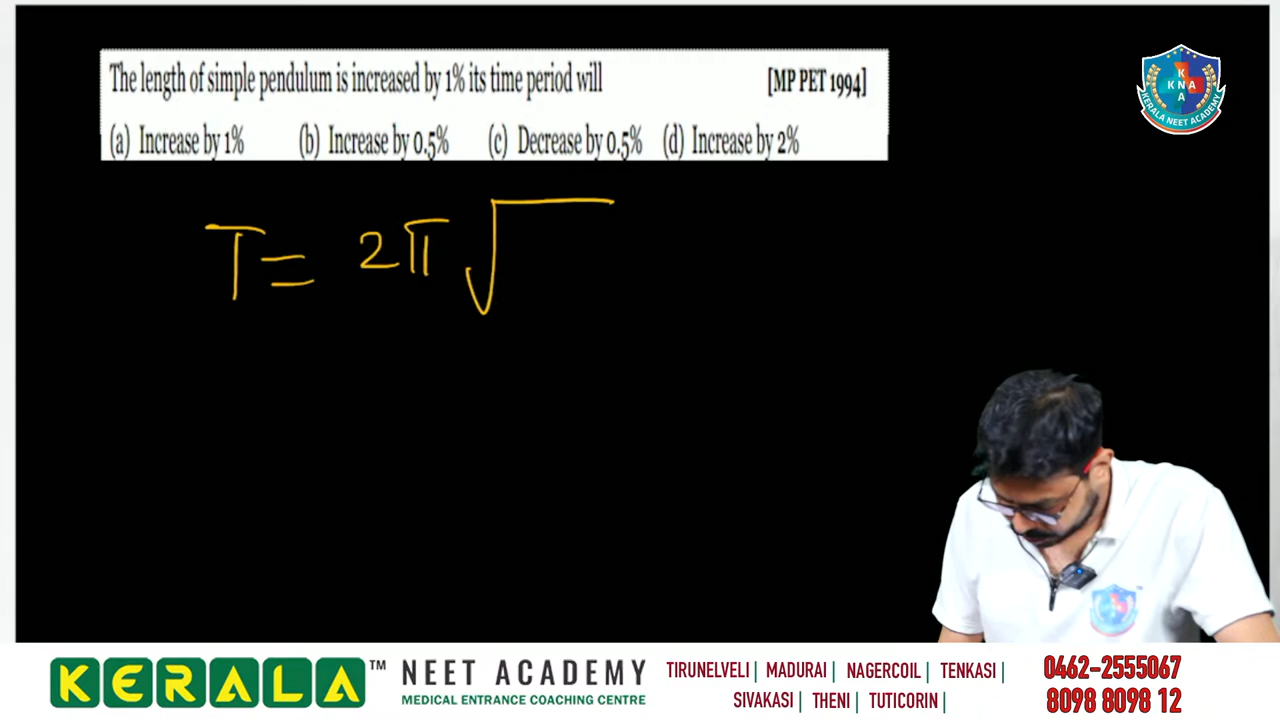 The length of simple pendulum is increased by 1% its time period will [MP PET 1994]
(a) Increase by 1% (b) Increase by 0.5% (c) Decrease by 0.5% (d) Increase by 2%
T = 2π √
K
K N A
A
KERALA NEET ACADEMY
KERALA™ NEET ACADEMY
MEDICAL ENTRANCE COACHING CENTRE
TIRUNELVELI | MADURAI | NAGERCOIL | TENKASI |
SIVAKASI | THENI | TUTICORIN |
0462-2555067
8098 8098 12